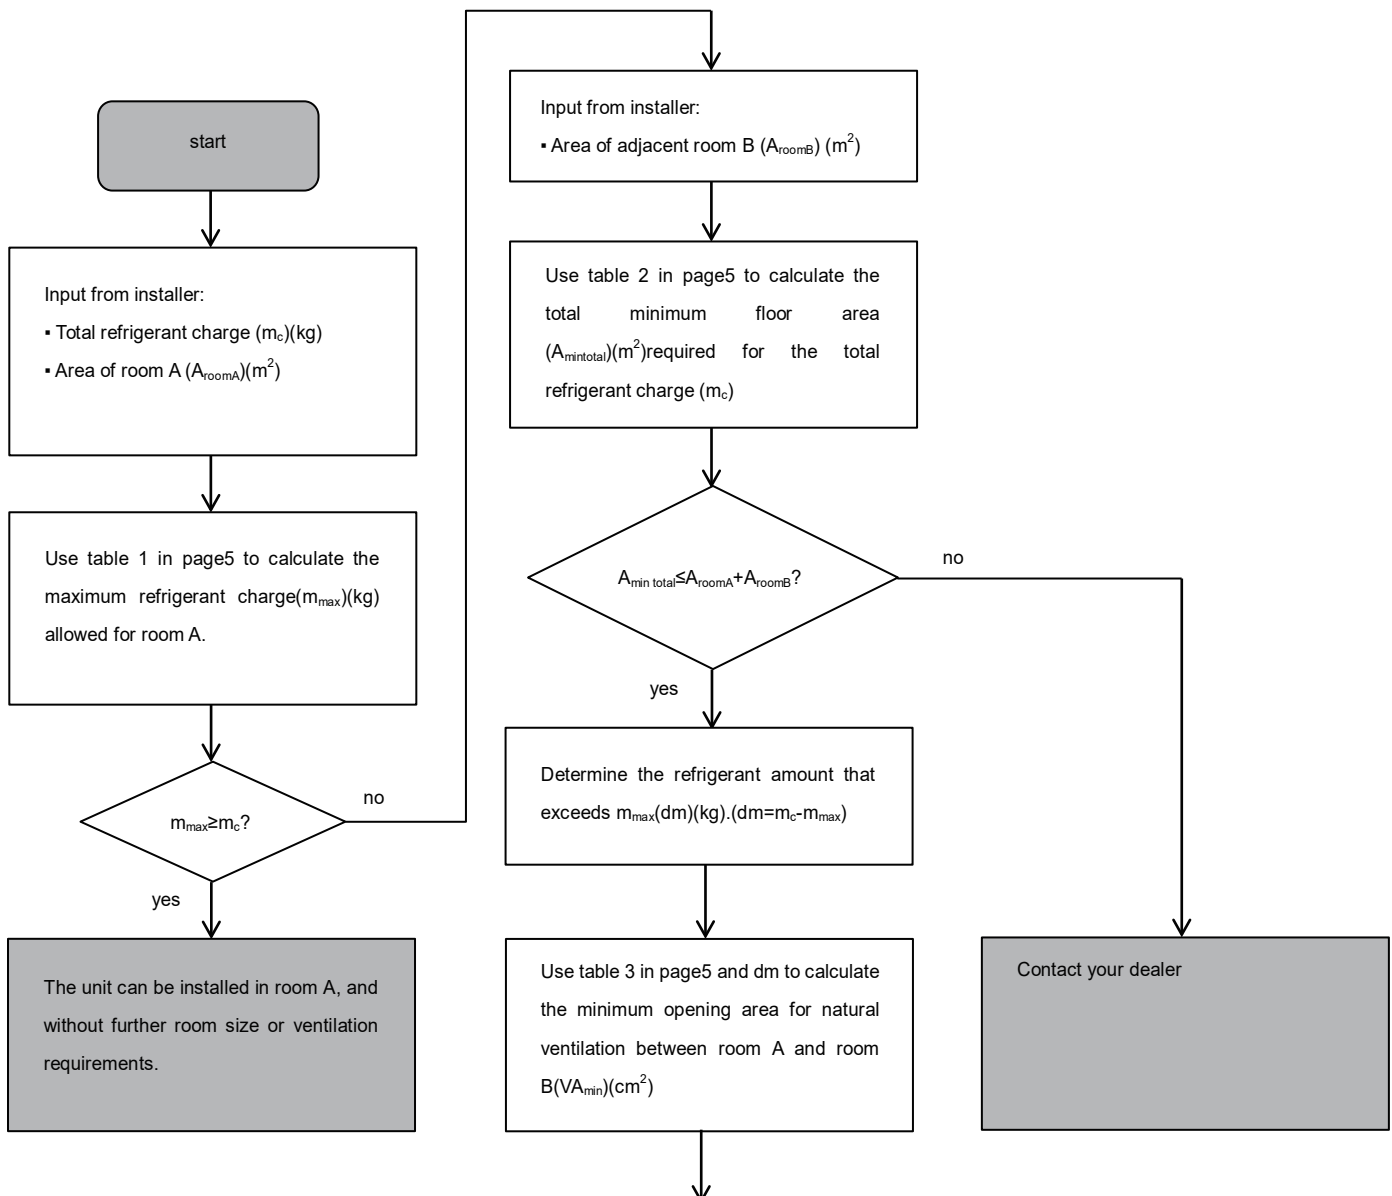 start
Input from installer:
▪ Total refrigerant charge (mc)(kg)
▪ Area of room A (AroomA)(m2)
Use table 1 in page5 to calculate the
maximum refrigerant charge(mmax)(kg)
allowed for room A.
mmax≥mc?
no
yes
The unit can be installed in room A, and
without further room size or ventilation
requirements.
Input from installer:
▪ Area of adjacent room B (AroomB) (m2)
Use table 2 in page5 to calculate the
total minimum floor area
(Amintotal)(m2)required for the total
refrigerant charge (mc)
Amin total≤AroomA+AroomB?
no
yes
Determine the refrigerant amount that
exceeds mmax(dm)(kg).(dm=mc-mmax)
Use table 3 in page5 and dm to calculate
the minimum opening area for natural
ventilation between room A and room
B(VAmin)(cm2)
Contact your dealer